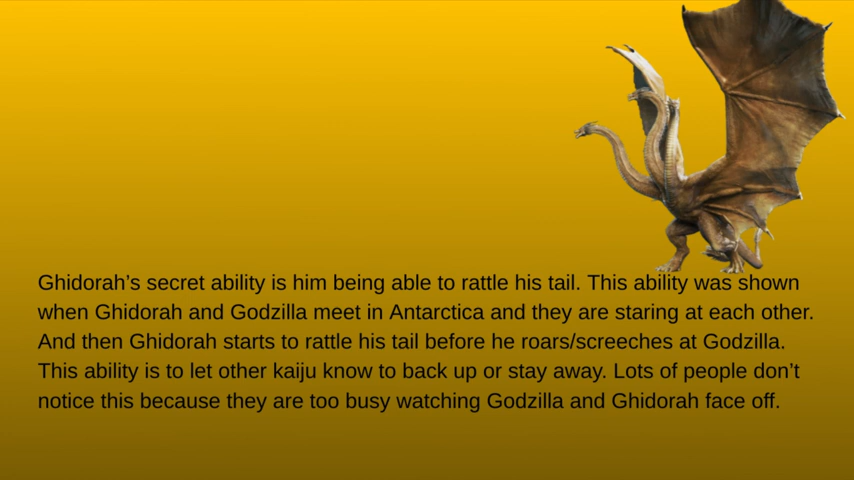 Ghidorah’s secret ability is him being able to rattle his tail. This ability was shown
when Ghidorah and Godzilla meet in Antarctica and they are staring at each other.
And then Ghidorah starts to rattle his tail before he roars/screeches at Godzilla.
This ability is to let other kaiju know to back up or stay away. Lots of people don’t
notice this because they are too busy watching Godzilla and Ghidorah face off.